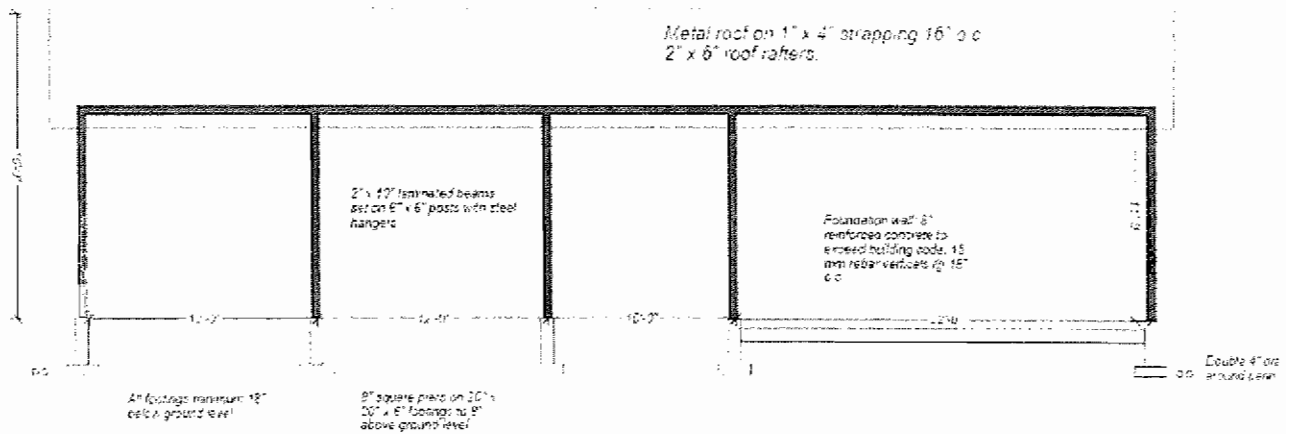 Metal roof on 1" x 4" strapping 16" o c
2" x 6" roof rafters.
2" x 10" laminated beams
set on 6" x 6" posts with steel
hangers
Foundation wall: 8"
reinforced concrete to
exceed building code. 15
mm rebar verticals @ 18"
o c
10'-0"
Double 4"
around
All footings minimum 18"
below ground level
8" square piers on 20" x
20" x 6" footings to 8"
above ground level